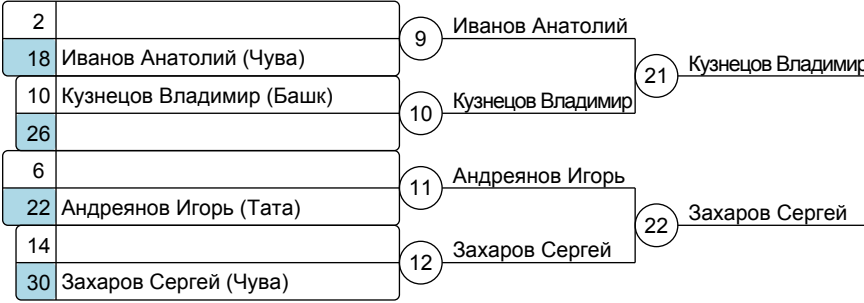 2
18 Иванов Анатолий (Чува)
9
Иванов Анатолий
10 Кузнецов Владимир (Башк)
26
10
Кузнецов Владимир
21
Кузнецов Владимир
6
22 Андреянов Игорь (Тата)
11
Андреянов Игорь
14
30 Захаров Сергей (Чува)
12
Захаров Сергей
22
Захаров Сергей